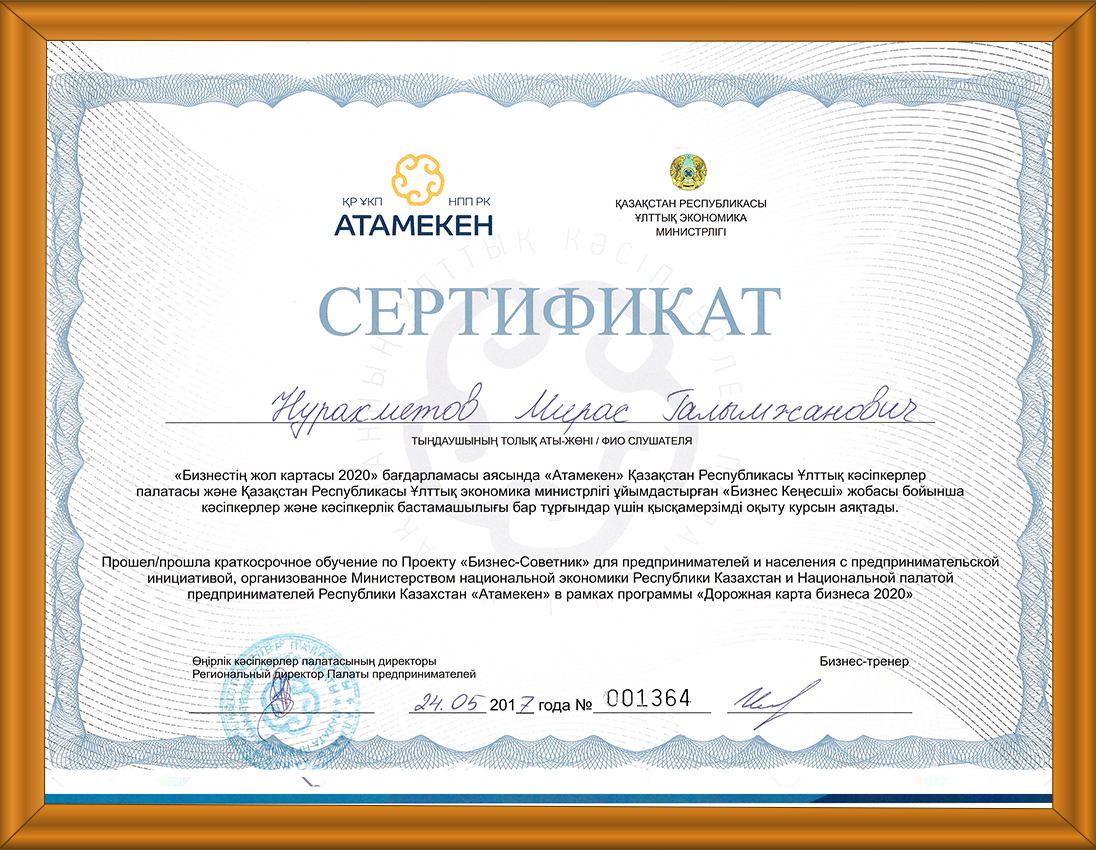 ҚР ҰКП НПП РК
АТАМЕКЕН
ҚАЗАҚСТАН РЕСПУБЛИКАСЫ
ҰЛТТЫҚ ЭКОНОМИКА
МИНИСТРЛІГІ
СЕРТИФИКАТ
Нурахметов Мирас Галымжанович
ТЫҢДАУШЫНЫҢ ТОЛЫҚ АТЫ-ЖӨНІ / ФИО СЛУШАТЕЛЯ
«Бизнестің жол картасы 2020» бағдарламасы аясында «Атамекен» Қазақстан Республикасы Ұлттық кәсіпкерлер
палатасы және Қазақстан Республикасы Ұлттық экономика министрлігі ұйымдастырған «Бизнес Кеңесші» жобасы бойынша
кәсіпкерлер және кәсіпкерлік бастамашылығы бар тұрғындар үшін қысқамерзімді оқыту курсын аяқтады.
Прошел/прошла краткосрочное обучение по Проекту «Бизнес-Советник» для предпринимателей и населения с предпринимательской
инициативой, организованное Министерством национальной экономики Республики Казахстан и Национальной палатой
предпринимателей Республики Казахстан «Атамекен» в рамках программы «Дорожная карта бизнеса 2020»
Өңірлік кәсіпкерлер палатасының директоры
Региональный директор Палаты предпринимателей
Бизнес-тренер
24.05 2017 года № 001364